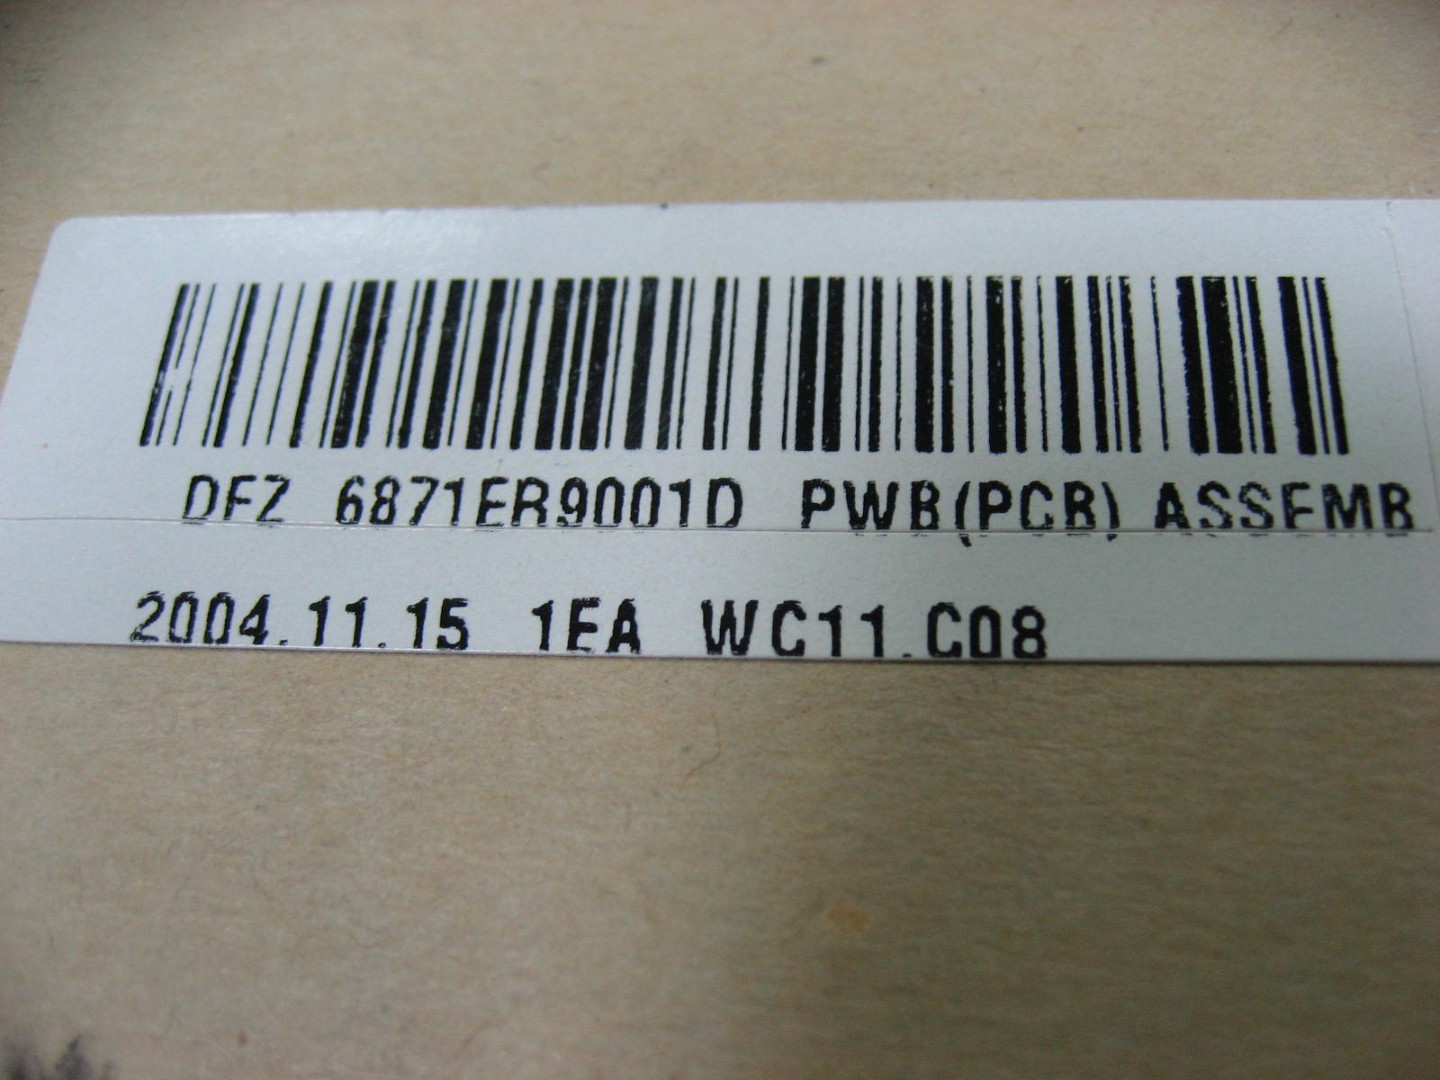 DFZ 6871ER9001D PWB(PCB) ASSEMB
2004.11.15 1EA WC11.C08